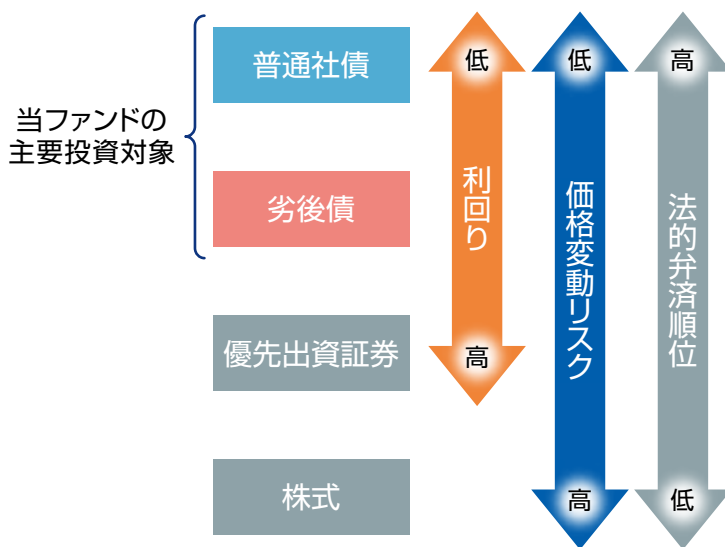 当ファンドの
主要投資対象
普通社債
劣後債
優先出資証券
株式
低
利回り
高
低
価格変動リスク
高
高
法的弁済順位
低